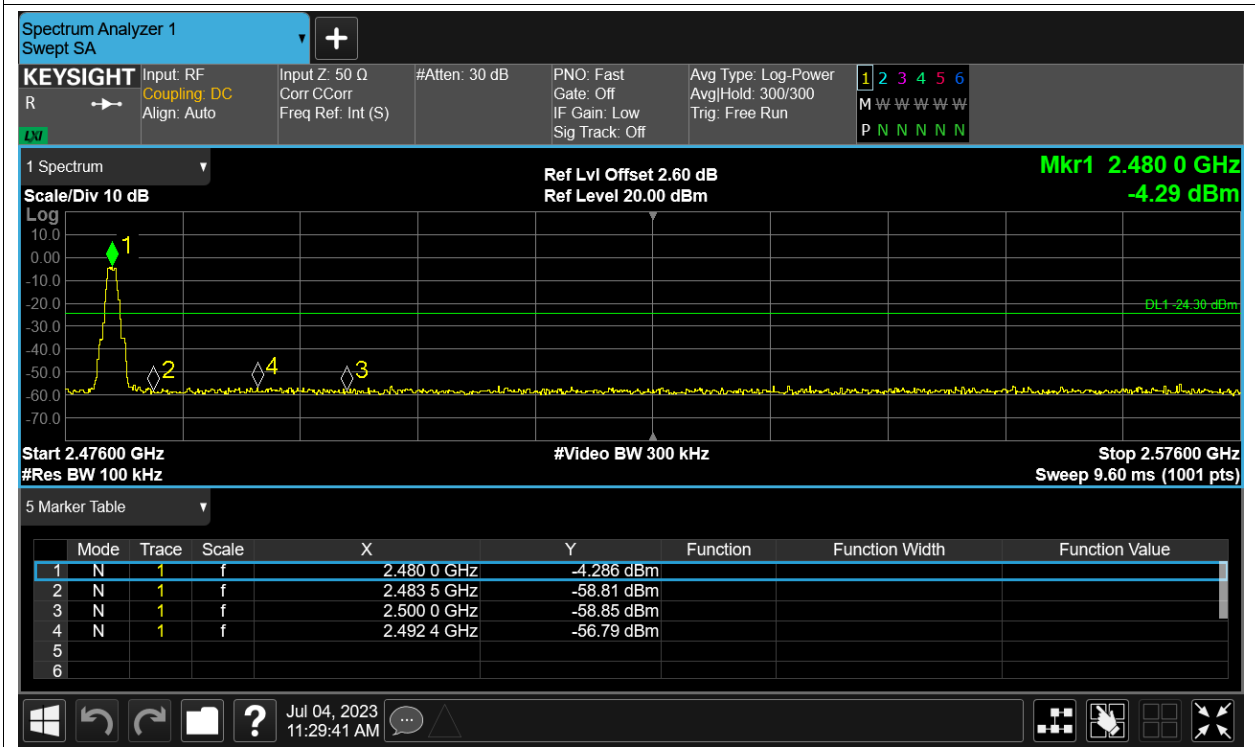 Spectrum Analyzer 1
Swept SA
KEYSIGHT
R
LXI
Input: RF
Coupling: DC
Align: Auto
Input Z: 50 Ω
Corr CCorr
Freq Ref: Int (S)
#Atten: 30 dB
PNO: Fast
Gate: Off
IF Gain: Low
Sig Track: Off
Avg Type: Log-Power
Avg|Hold: 300/300
Trig: Free Run
1 2 3 4 5 6
M W W W W W
P N N N N N
1 Spectrum
Scale/Div 10 dB
Ref Lvl Offset 2.60 dB
Ref Level 20.00 dBm
Mkr1 2.480 0 GHz
-4.29 dBm
Log
10.0
0.00
-10.0
-20.0
-30.0
-40.0
-50.0
-60.0
-70.0
1
2
4
3
DL1 -24.30 dBm
Start 2.47600 GHz
#Video BW 300 kHz
Stop 2.57600 GHz
#Res BW 100 kHz
Sweep 9.60 ms (1001 pts)
5 Marker Table
Mode Trace Scale X Y Function Function Width Function Value
1 N 1 f 2.480 0 GHz -4.286 dBm
2 N 1 f 2.483 5 GHz -58.81 dBm
3 N 1 f 2.500 0 GHz -58.85 dBm
4 N 1 f 2.492 4 GHz -56.79 dBm
5
6
?
Jul 04, 2023
11:29:41 AM